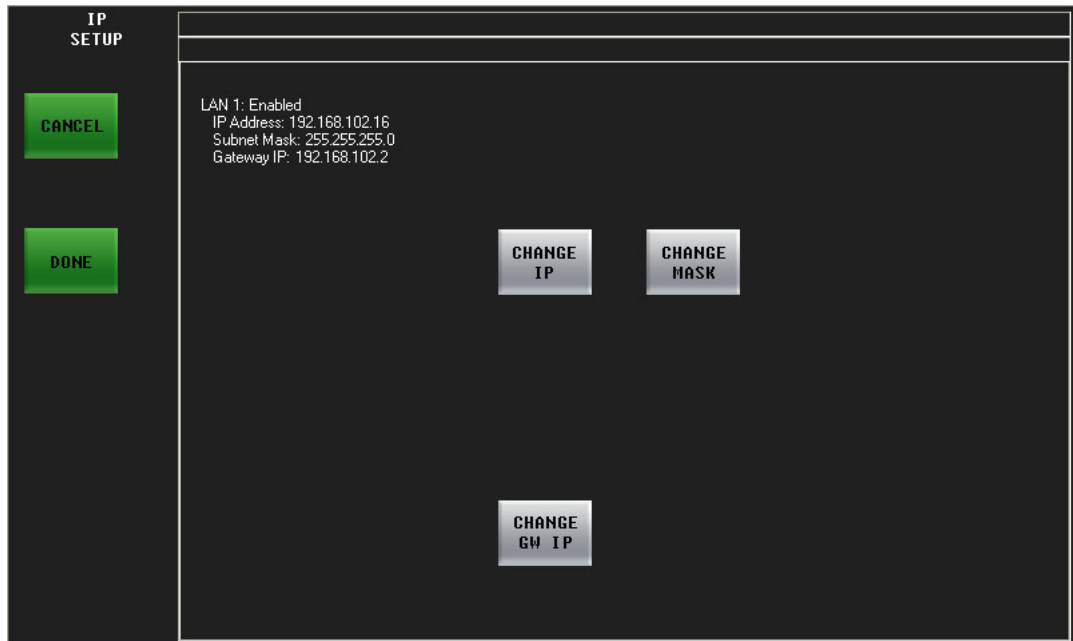 IP
SETUP
CANCEL
DONE
LAN 1: Enabled
IP Address: 192.168.102.16
Subnet Mask: 255.255.255.0
Gateway IP: 192.168.102.2
CHANGE
IP
CHANGE
MASK
CHANGE
GW IP